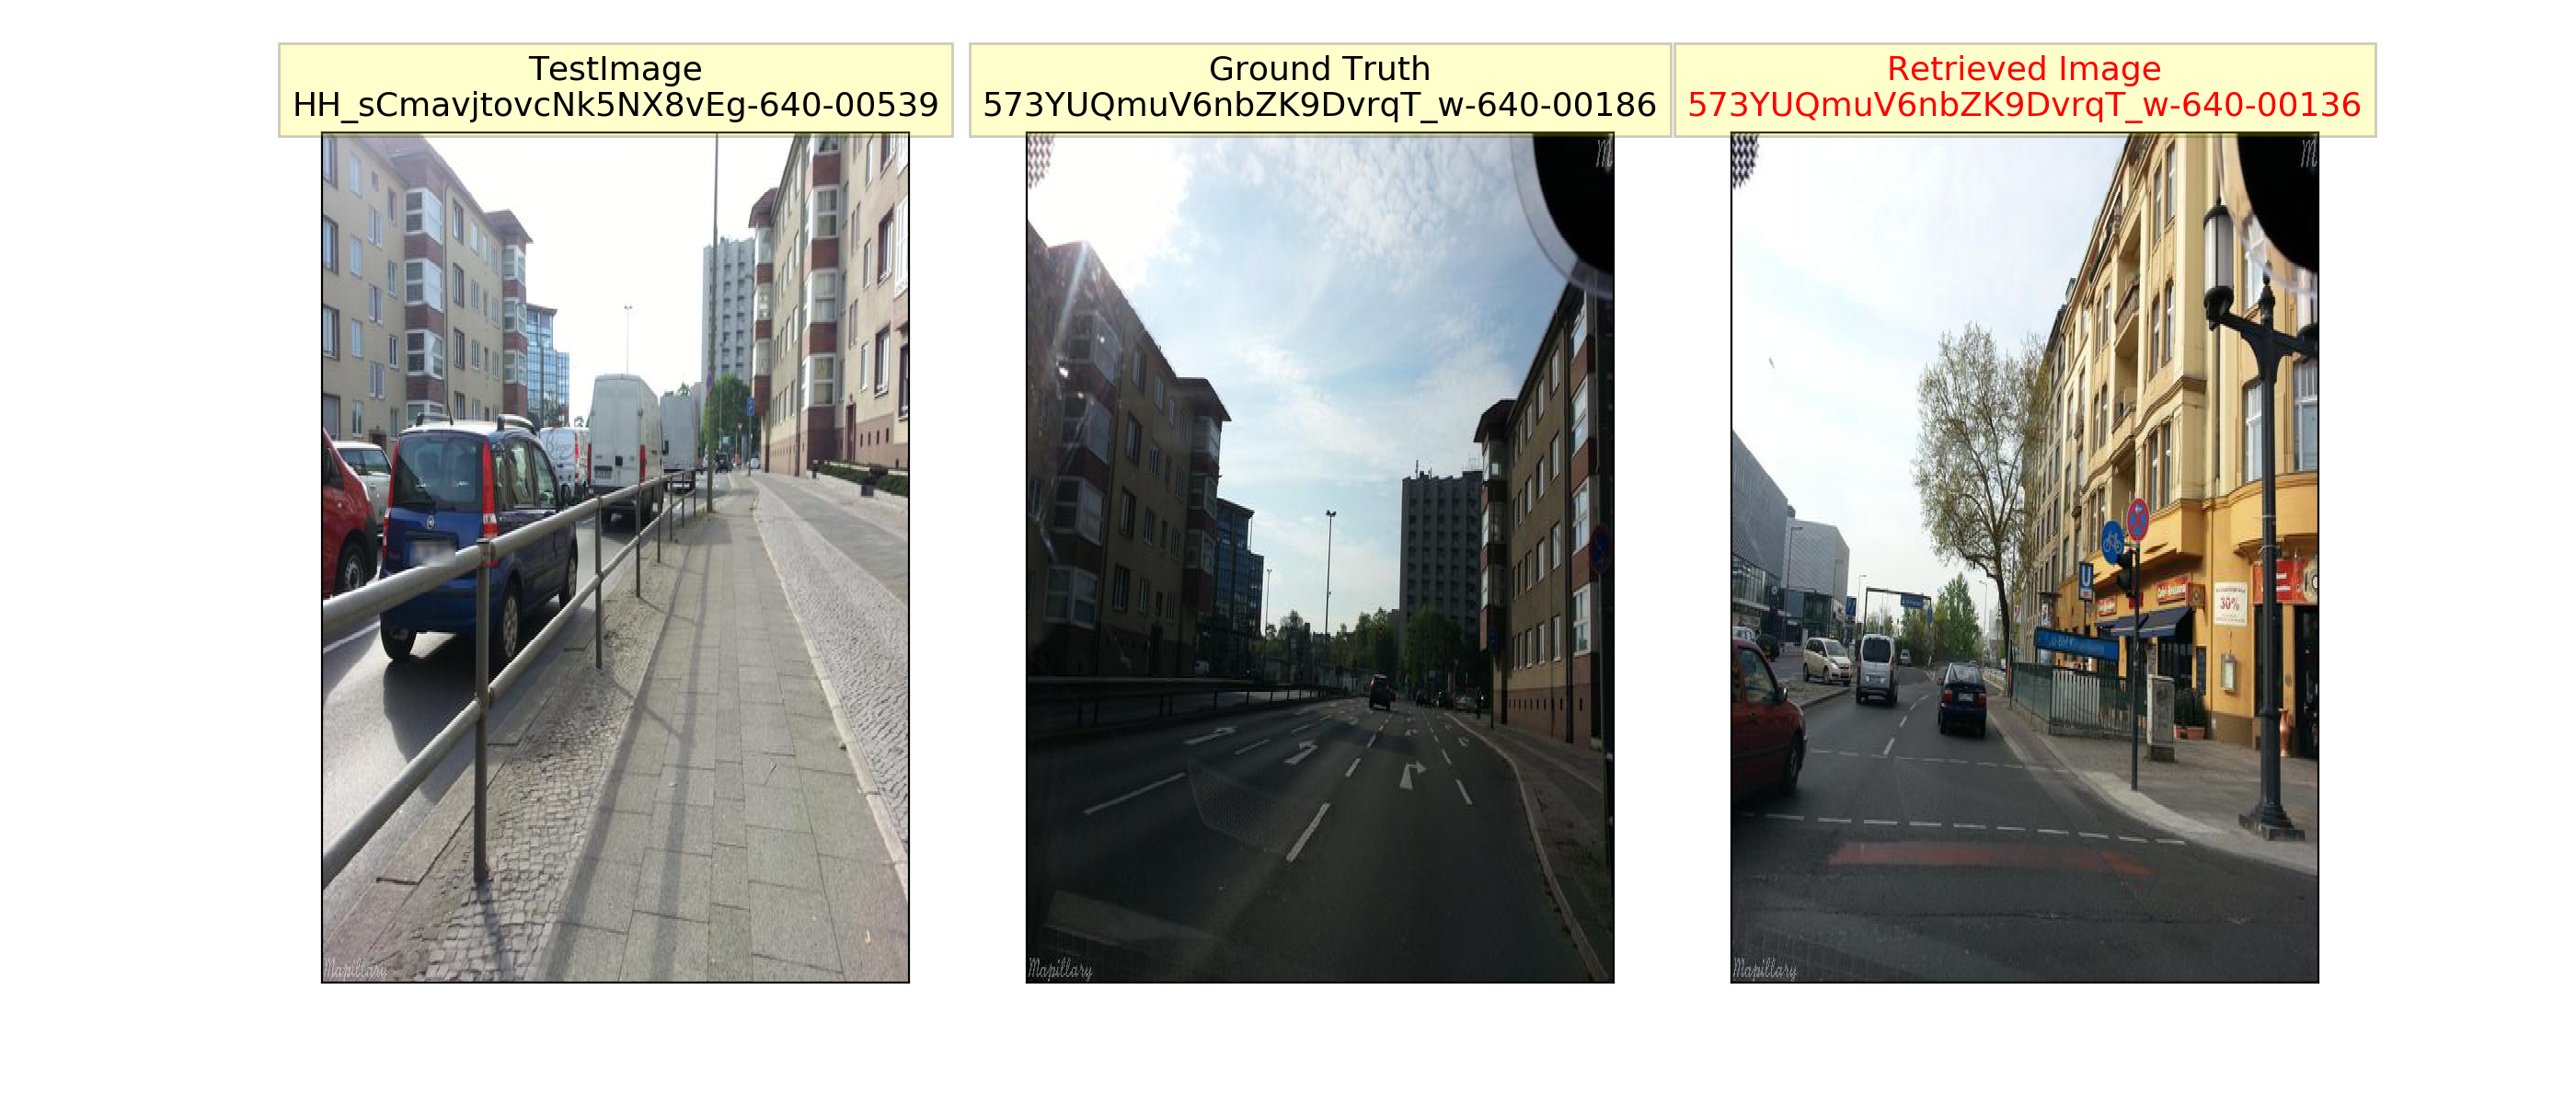 TestImage
HH_sCmavjtovcNk5NX8vEg-640-00539
Ground Truth
573YUQmuV6nbZK9DvrqT_w-640-00186
Retrieved Image
573YUQmuV6nbZK9DvrqT_w-640-00136
M
M
U
30%
Mapillary
Mapillary
Mapillary